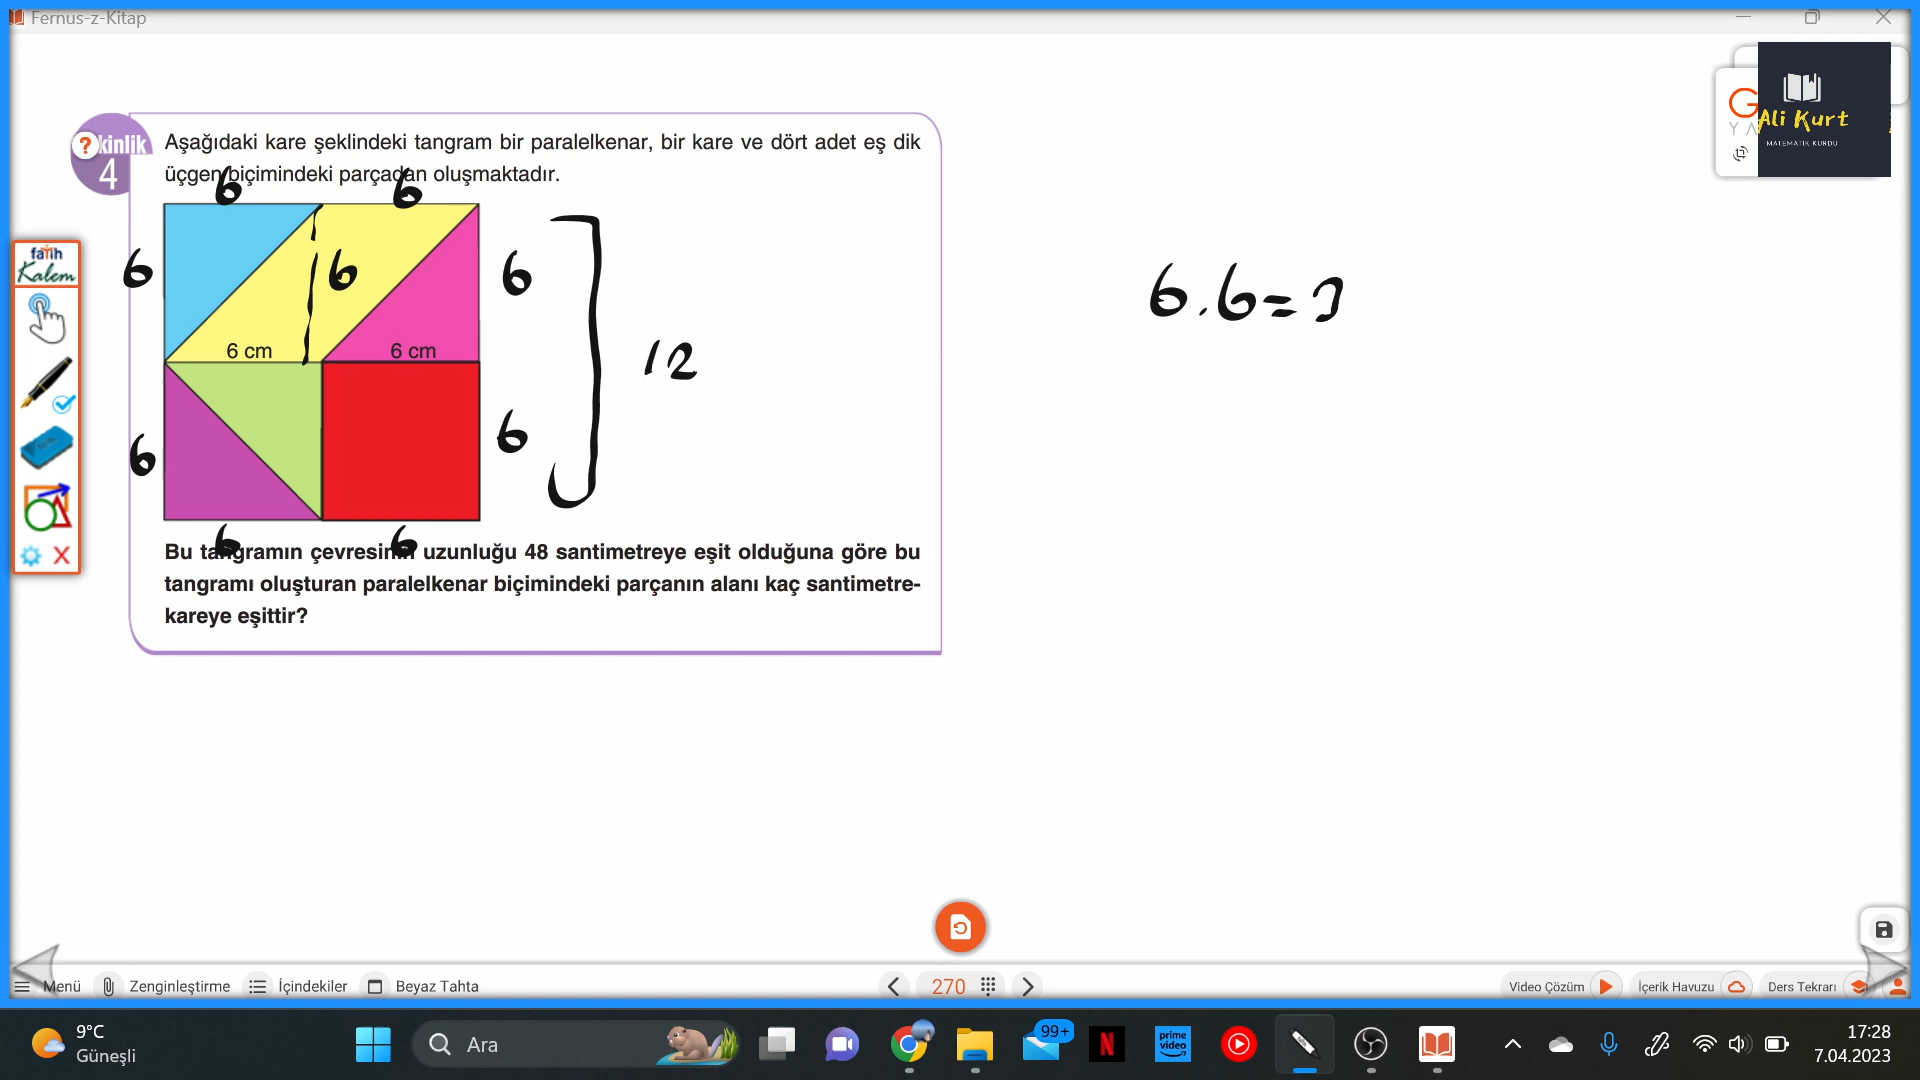 Fernus-z-Kitap
Ali Kurt
MATEMATİK KURDU
kinlik
4
Aşağıdaki kare şeklindeki tangram bir paralelkenar, bir kare ve dört adet eş dik
üçgen biçimindeki parçadan oluşmaktadır.
6 6
fatih
Kalem
6 6 6
6 cm 6 cm
12
6 6
6 6
6.6=3
Bu tangramın çevresinin uzunluğu 48 santimetreye eşit olduğuna göre bu
tangramı oluşturan paralelkenar biçimindeki parçanın alanı kaç santimetre-
kareye eşittir?
Menü Zenginleştirme İçindekiler Beyaz Tahta 270 Video Çözüm İçerik Havuzu Ders Tekrarı
9°C
Güneşli
Ara
99+
N
prime
video
17:28
7.04.2023